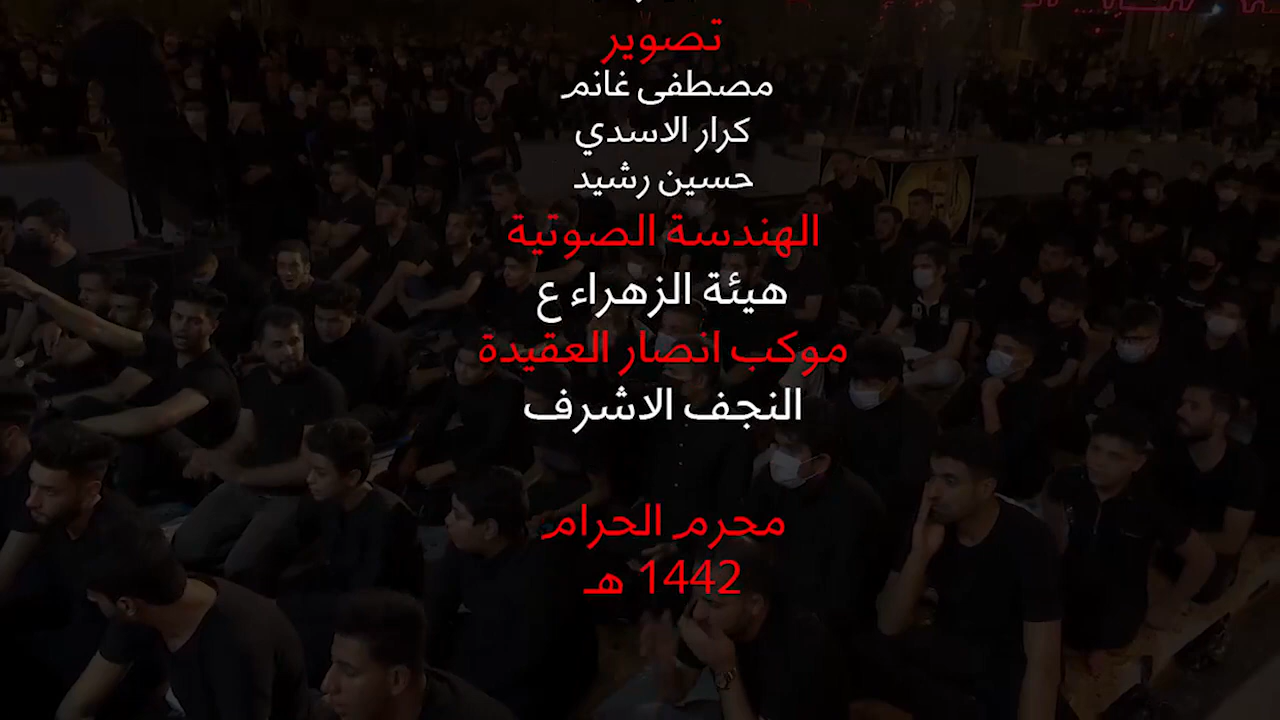 تصوير
مصطفى غانم
كرار الاسدي
حسين رشيد
الهندسة الصوتية
هيئة الزهراء ع
موكب انصار العقيدة
النجف الاشرف
محرم الحرام
1442 هـ